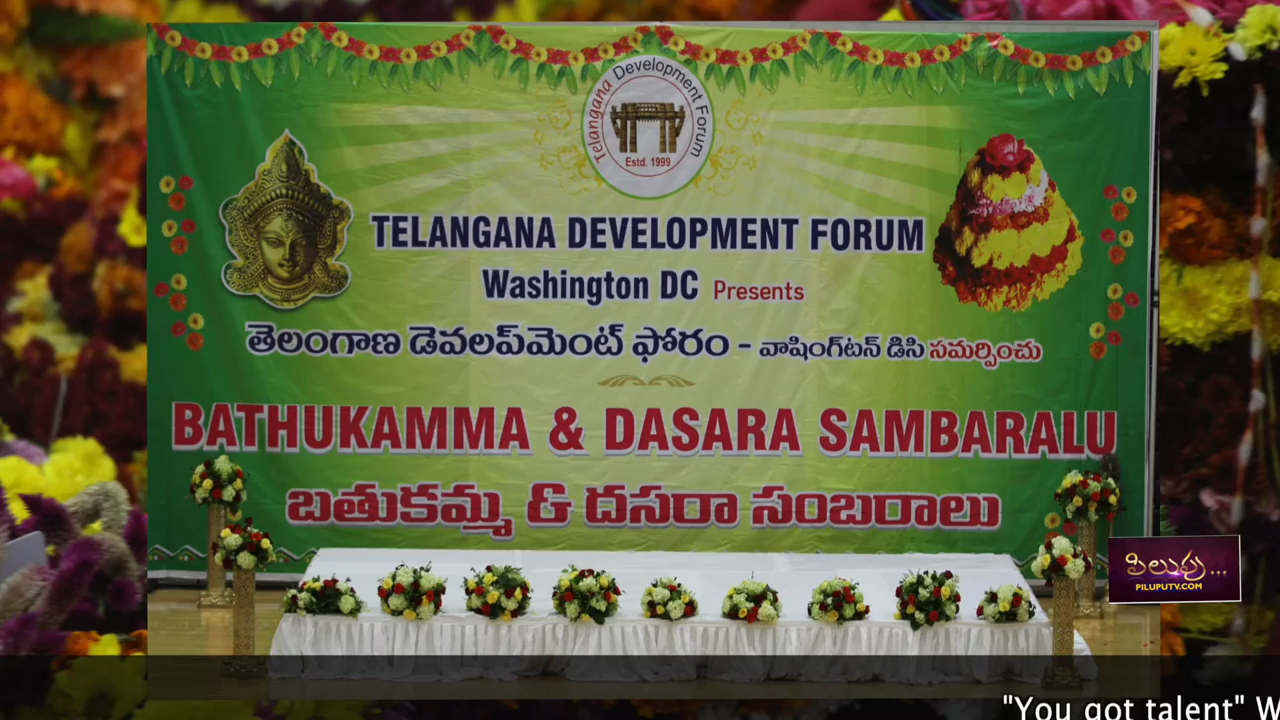 Telangana Development Forum
Estd. 1999
TELANGANA DEVELOPMENT FORUM
Washington DC Presents
తెలంగాణ డెవలప్‌మెంట్ ఫోరం - వాషింగ్‌టన్ డిసి సమర్పించు
BATHUKAMMA & DASARA SAMBARALU
బతుకమ్మ & దసరా సంబరాలు
పిలుపు...
PILUPUTV.COM
"You got talent" W